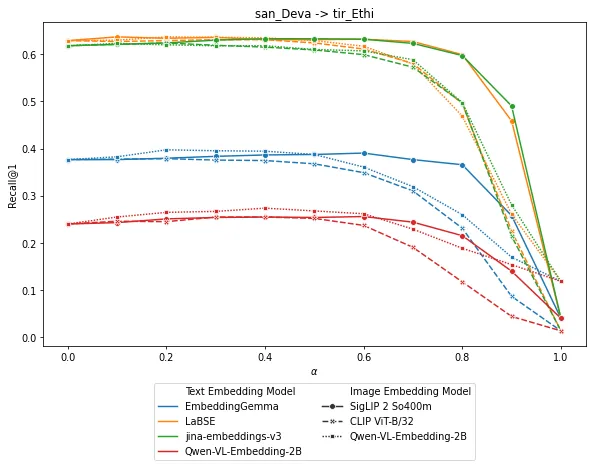 san_Deva -> tir_Ethi
Recall@1
0.6
0.5
0.4
0.3
0.2
0.1
0.0
0.0 0.2 0.4 0.6 0.8 1.0
α
Text Embedding Model
EmbeddingGemma
LaBSE
jina-embeddings-v3
Qwen-VL-Embedding-2B
Image Embedding Model
SigLIP 2 So400m
CLIP ViT-B/32
Qwen-VL-Embedding-2B